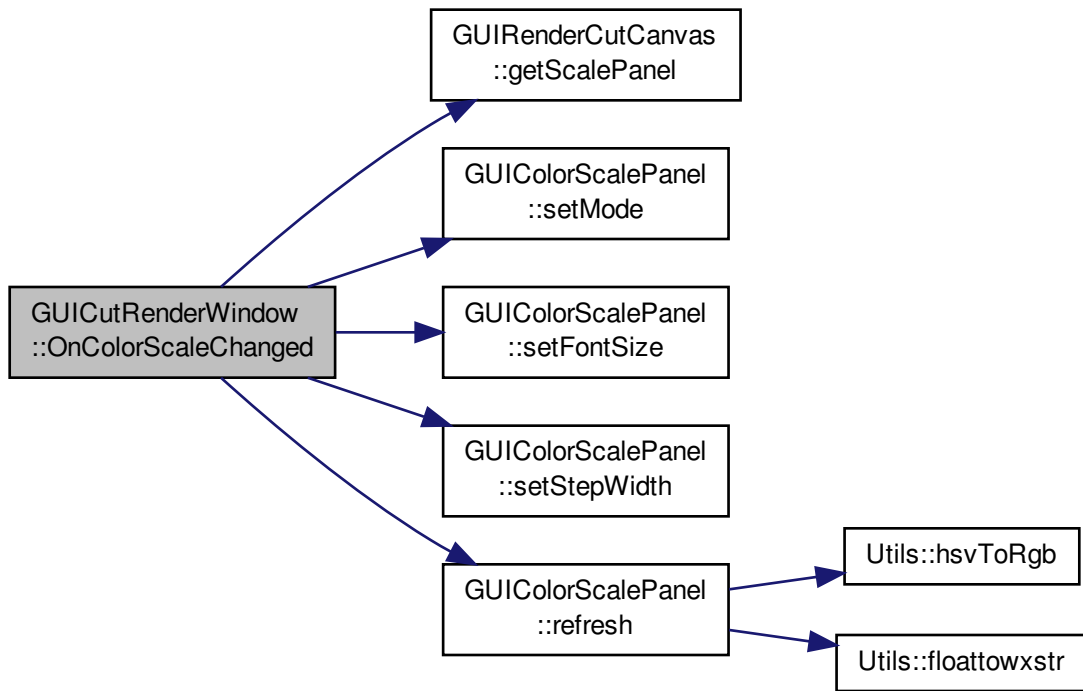 GUIRenderCutCanvas
::getScalePanel
GUIColorScalePanel
::setMode
GUICutRenderWindow
::OnColorScaleChanged
GUIColorScalePanel
::setFontSize
GUIColorScalePanel
::setStepWidth
GUIColorScalePanel
::refresh
Utils::hsvToRgb
Utils::floattowxstr